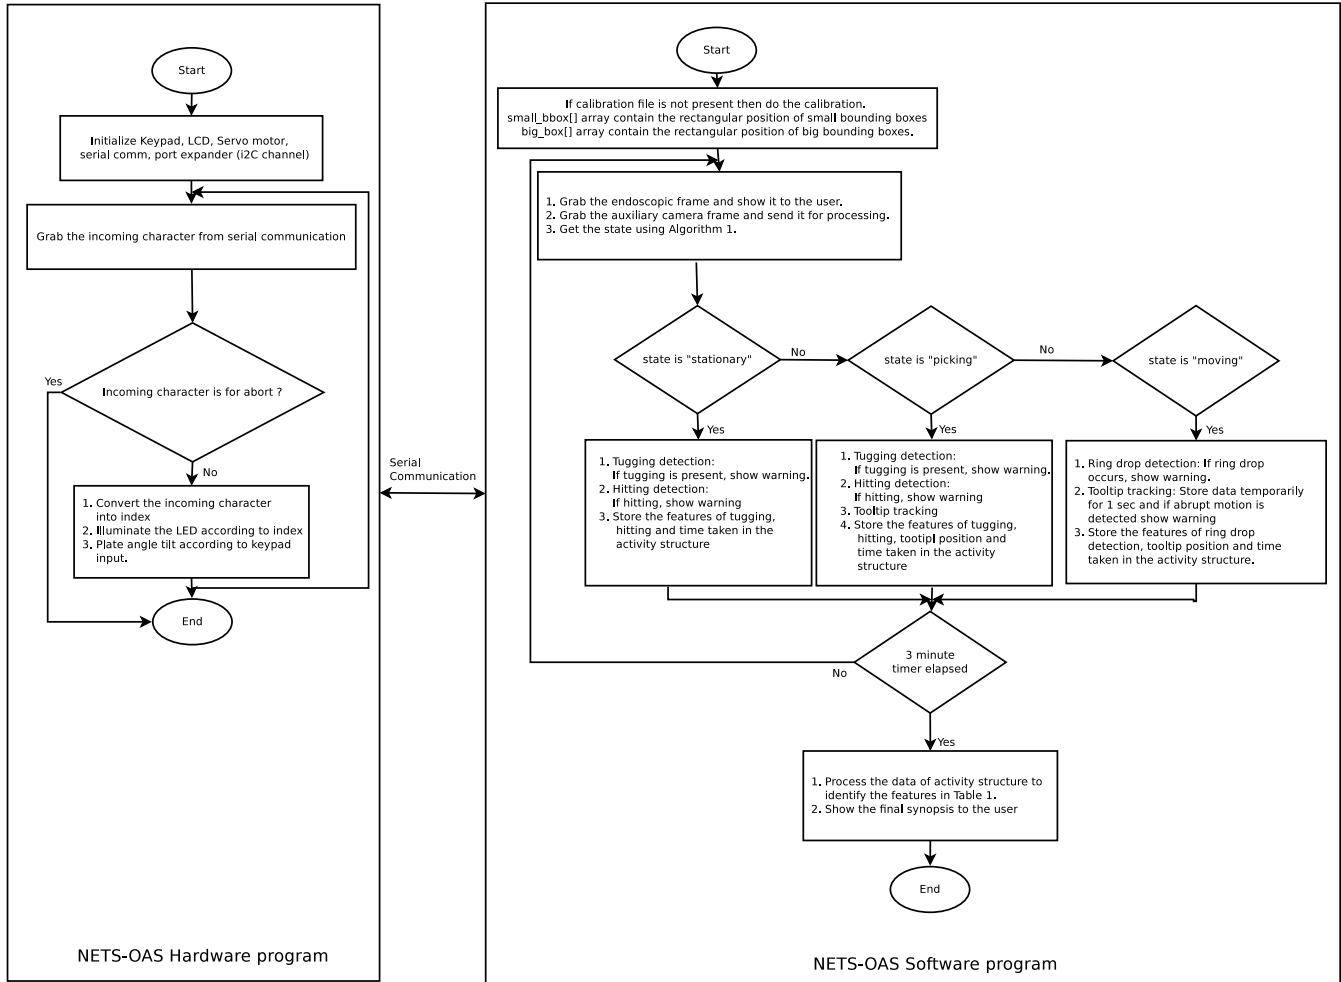 Start
Initialize Keypad, LCD, Servo motor,
serial comm, port expander (i2C channel)
Grab the incoming character from serial communication
Incoming character is for abort ?
Yes
No
1. Convert the incoming character
into index
2. Illuminate the LED according to index
3. Plate angle tilt according to keypad
input.
End
NETS-OAS Hardware program
Serial
Communication
Start
If calibration file is not present then do the calibration.
small_bbox[] array contain the rectangular position of small bounding boxes
big_box[] array contain the rectangular position of big bounding boxes.
1. Grab the endoscopic frame and show it to the user.
2. Grab the auxiliary camera frame and send it for processing.
3. Get the state using Algorithm 1.
state is "stationary"
No
state is "picking"
No
state is "moving"
Yes
Yes
Yes
1. Tugging detection:
If tugging is present, show warning.
2. Hitting detection:
If hitting, show warning
3. Store the features of tugging,
hitting and time taken in the
activity structure
1. Tugging detection:
If tugging is present, show warning.
2. Hitting detection:
If hitting, show warning
3. Tooltip tracking
4. Store the features of tugging,
hitting, tootipl position and
time taken in the activity
structure
1. Ring drop detection: If ring drop
occurs, show warning.
2. Tooltip tracking: Store data temporarily
for 1 sec and if abrupt motion is
detected show warning
3. Store the features of ring drop
detection, tooltip position and time
taken in the activity structure.
3 minute
timer elapsed
No
Yes
1. Process the data of activity structure to
identify the features in Table 1.
2. Show the final synopsis to the user
End
NETS-OAS Software program